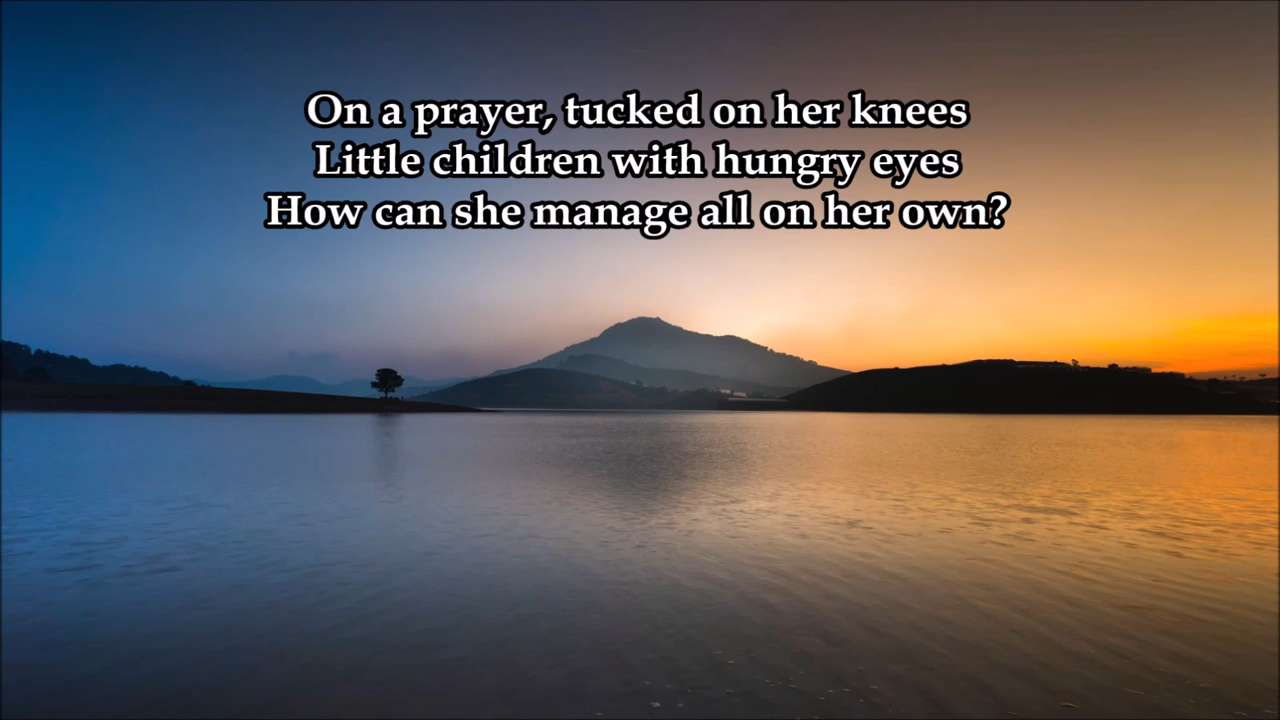 On a prayer, tucked on her knees
Little children with hungry eyes
How can she manage all on her own?